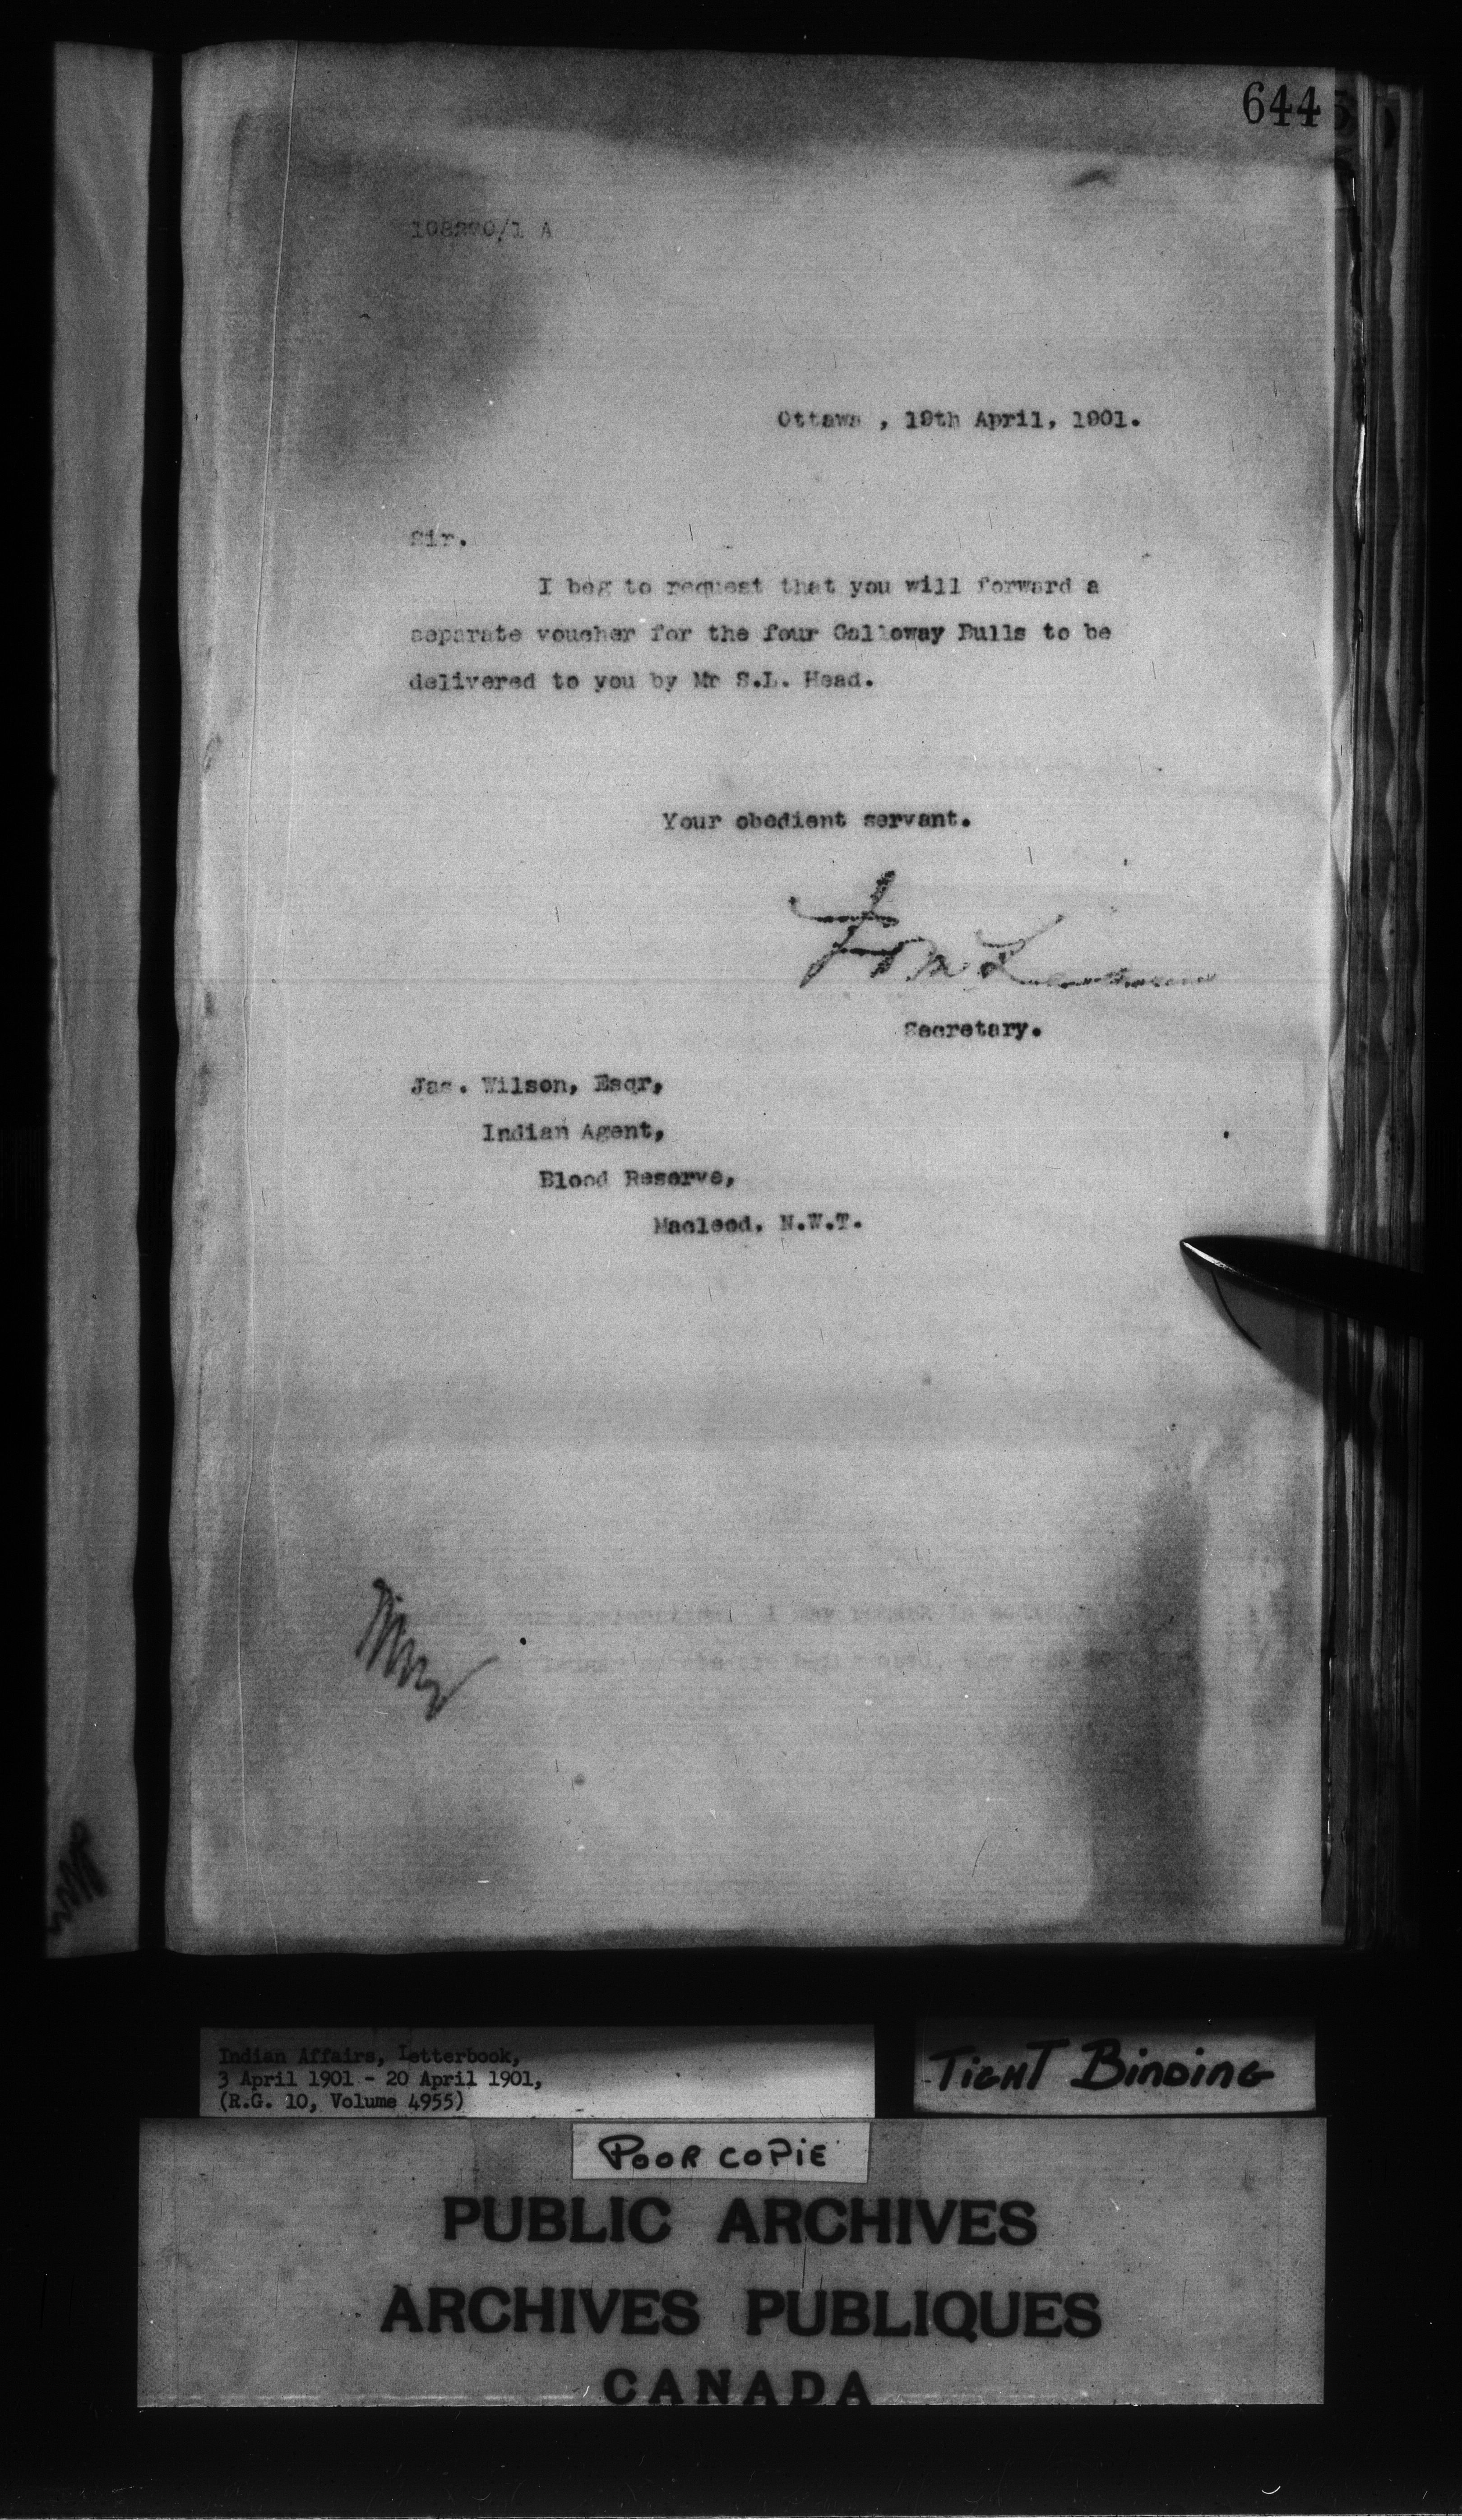 644
Ottawa , 19th April, 1901.
Sir.
I beg to request that you will forward a
separate voucher for the four Galloway Bulls to be
delivered to you by Mr S.L. Head.
Your obedient servant.
Secretary.
Jas. Wilson, Esqr,
Indian Agent,
Blood Reserve,
Macleod, N.W.T.
Indian Affairs, Letterbook,
3 April 1901 - 20 April 1901,
(R.G. 10, Volume 4955)
TIGHT BINDING
POOR COPIE
PUBLIC ARCHIVES
ARCHIVES PUBLIQUES
CANADA